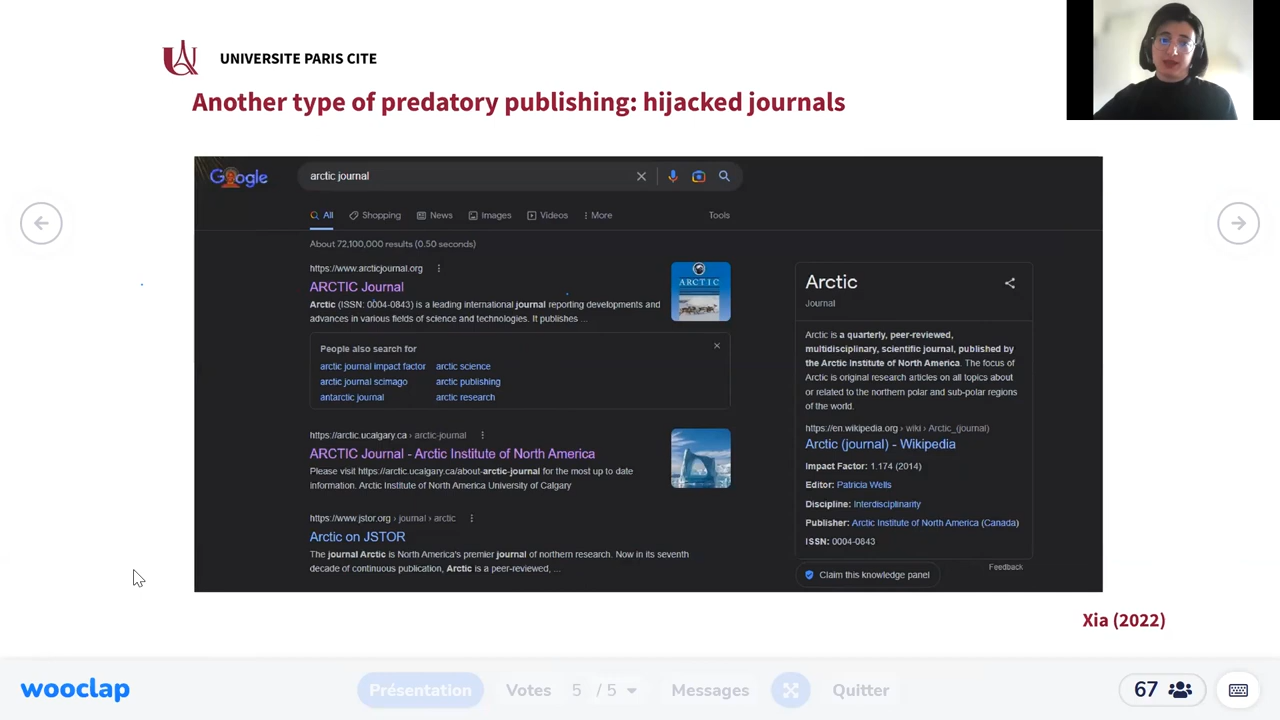 UNIVERSITE PARIS CITE
Another type of predatory publishing: hijacked journals
Google
arctic journal
All
Shopping
News
Images
Videos
More
Tools
About 72,100,000 results (0.50 seconds)
https://www.arcticjournal.org
ARCTIC Journal
Arctic (ISSN: 0004-0843) is a leading international journal reporting developments and
advances in various fields of science and technologies. It publishes ...
ARCTIC
People also search for
arctic journal impact factor
arctic science
arctic journal scimago
arctic publishing
antarctic journal
arctic research
https://arctic.ucalgary.ca › arctic-journal
ARCTIC Journal - Arctic Institute of North America
Please visit https://arctic.ucalgary.ca/about-arctic-journal for the most up to date
information. Arctic Institute of North America University of Calgary
https://www.jstor.org › journal › arctic
Arctic on JSTOR
The journal Arctic is North America's premier journal of northern research. Now in its seventh
decade of continuous publication, Arctic is a peer-reviewed, ...
Arctic
Journal
Arctic is a quarterly, peer-reviewed,
multidisciplinary, scientific journal, published by
the Arctic Institute of North America. The focus of
Arctic is original research articles on all topics about
or related to the northern polar and sub-polar regions
of the world.
https://en.wikipedia.org › wiki › Arctic_(journal)
Arctic (journal) - Wikipedia
Impact Factor: 1.174 (2014)
Editor: Patricia Wells
Discipline: Interdisciplinarity
Publisher: Arctic Institute of North America (Canada)
ISSN: 0004-0843
Feedback
Claim this knowledge panel
Xia (2022)
wooclap
Présentation
Votes
5 / 5
Messages
Quitter
67